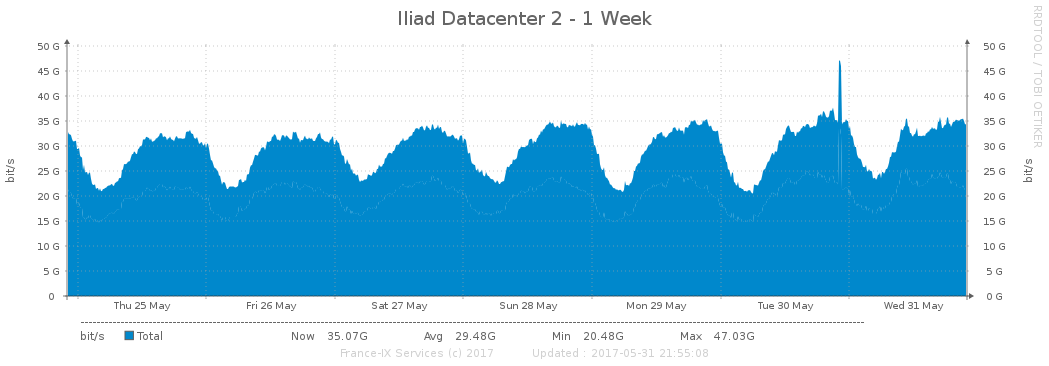 Iliad Datacenter 2 - 1 Week
RRDTOOL / TOBI OETIKER
50 G 50 G
45 G 45 G
40 G 40 G
35 G 35 G
30 G 30 G
25 G 25 G
20 G 20 G
15 G 15 G
10 G 10 G
5 G 5 G
0 0 G
bit/s bit/s
Thu 25 May Fri 26 May Sat 27 May Sun 28 May Mon 29 May Tue 30 May Wed 31 May
bit/s Total Now 35.07G Avg 29.48G Min 20.48G Max 47.03G
France-IX Services (c) 2017 Updated : 2017-05-31 21:55:08